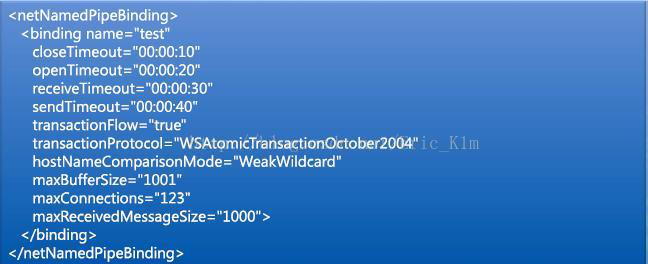 <netNamedPipeBinding>
<binding name="test"
closeTimeout="00:00:10"
openTimeout="00:00:20"
receiveTimeout="00:00:30"
sendTimeout="00:00:40"
transactionFlow="true"
transactionProtocol="WSAtomicTransactionOctober2004"
hostNameComparisonMode="WeakWildcard"
maxBufferSize="1001"
maxConnections="123"
maxReceivedMessageSize="1000">
</binding>
</netNamedPipeBinding>